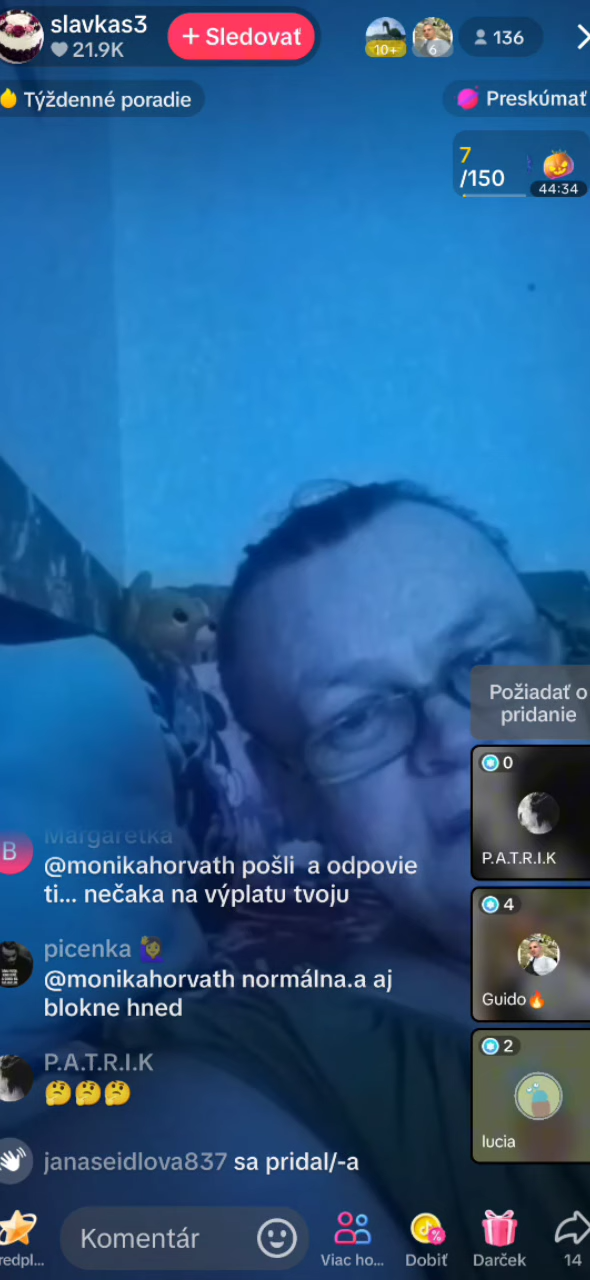 slavkas3
21.9K
+ Sledovať
10+
6
136
Týždenné poradie
Preskúmať
7
/150
44:34
Požiadať o
pridanie
0
P.A.T.R.I.K
4
Guido🔥
2
lucia
B
Margaretka
@monikahorvath pošli a odpovie
ti... nečaka na výplatu tvoju
picenka 🙋‍♀️
@monikahorvath normálna.a aj
blokne hneď
P.A.T.R.I.K
🤔🤔🤔
janaseidlova837 sa pridal/-a
redpl...
Komentár
Viac ho...
Dobiť
Darček
14